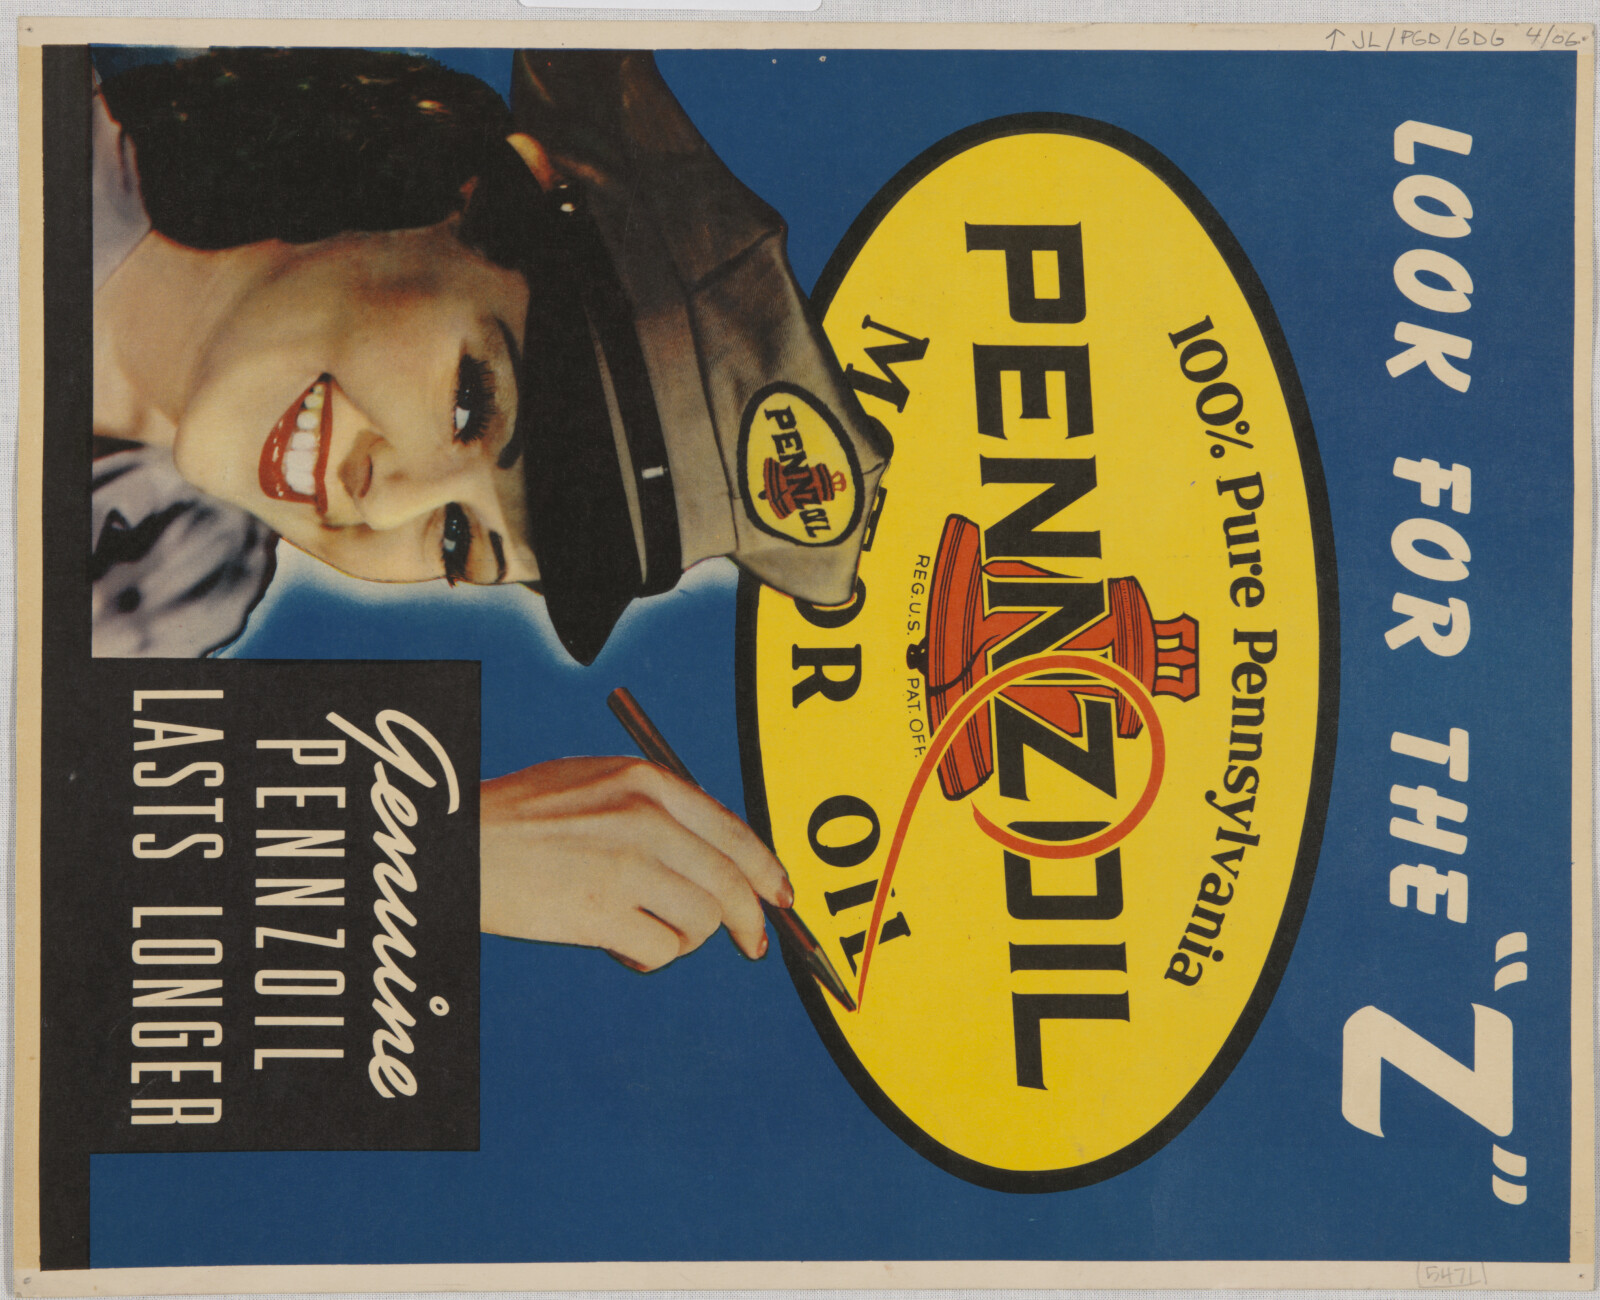 ↑ JL/PGD/GDG 4/06
LOOK FOR THE "Z"
100% Pure Pennsylvania
PENNZOIL
REG. U.S. PAT. OFF.
MOTOR OIL
PENNZOIL
Genuine
PENNZOIL
LASTS LONGER
5471